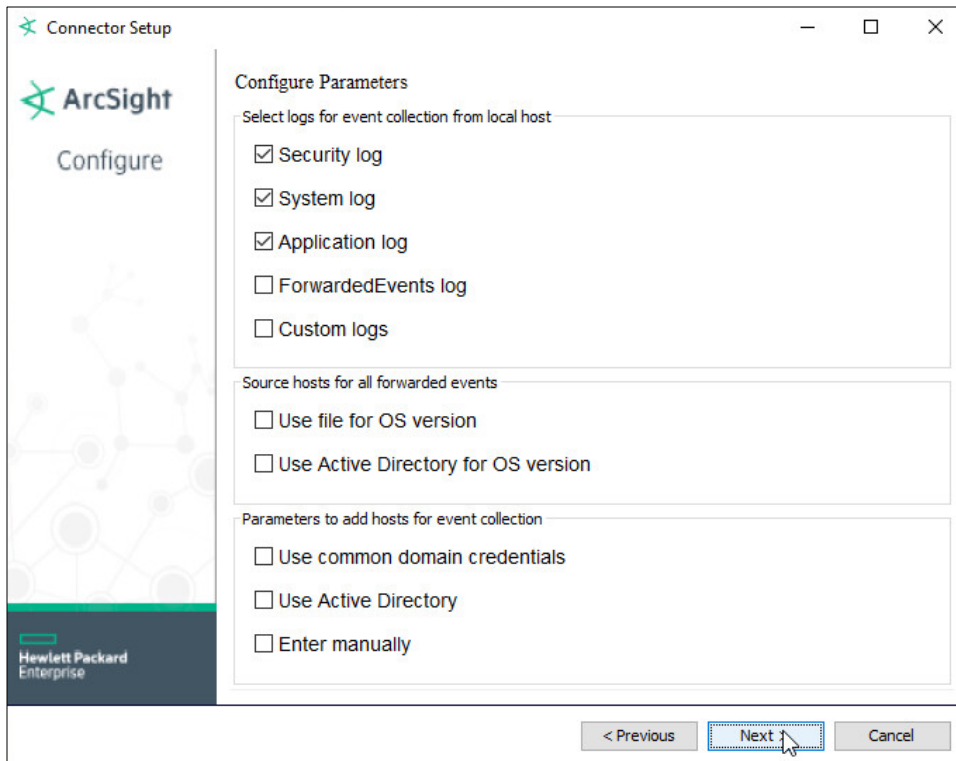 Connector Setup
ArcSight
Configure
Configure Parameters
Select logs for event collection from local host
Security log
System log
Application log
ForwardedEvents log
Custom logs
Source hosts for all forwarded events
Use file for OS version
Use Active Directory for OS version
Parameters to add hosts for event collection
Use common domain credentials
Use Active Directory
Enter manually
Hewlett Packard
Enterprise
< Previous
Next >
Cancel